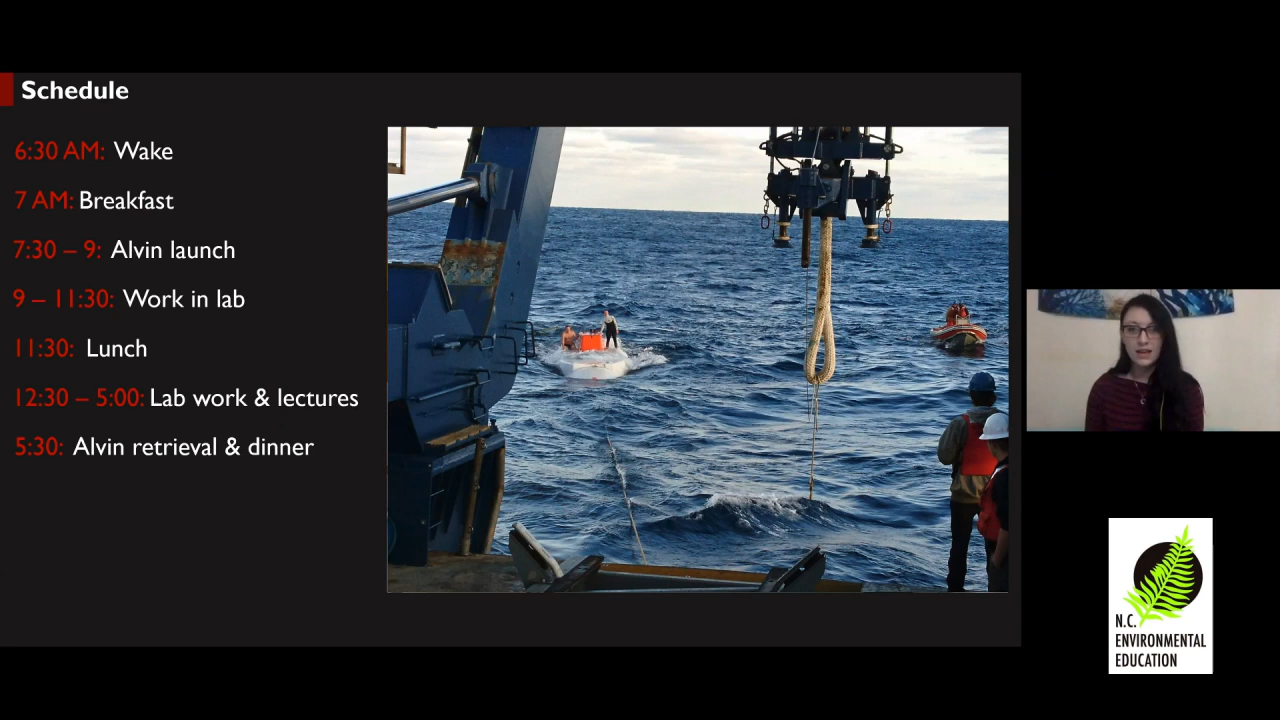 Schedule
6:30 AM: Wake
7 AM: Breakfast
7:30 – 9: Alvin launch
9 – 11:30: Work in lab
11:30: Lunch
12:30 – 5:00: Lab work & lectures
5:30: Alvin retrieval & dinner
N.C.
ENVIRONMENTAL
EDUCATION